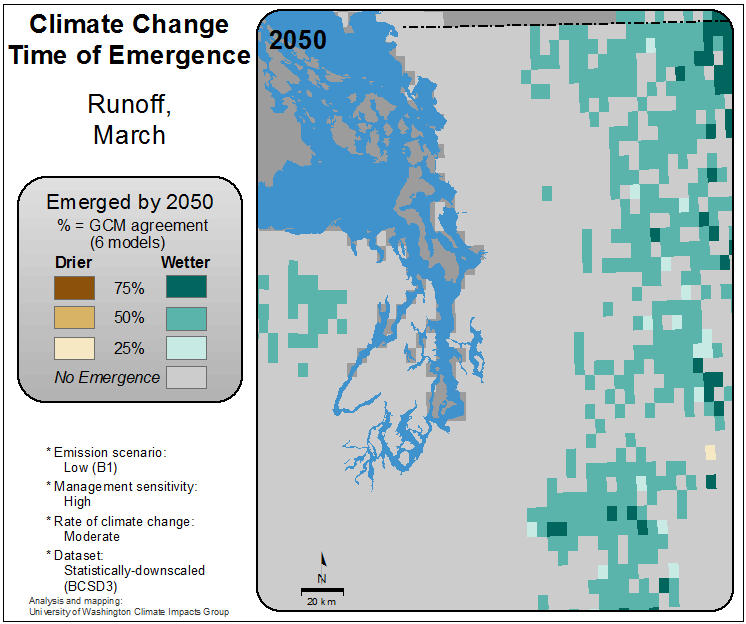 Climate Change
Time of Emergence
Runoff,
March
Emerged by 2050
% = GCM agreement
(6 models)
Drier Wetter
75%
50%
25%
No Emergence
* Emission scenario:
Low (B1)
* Management sensitivity:
High
* Rate of climate change:
Moderate
* Dataset:
Statistically-downscaled
(BCSD3)
Analysis and mapping:
University of Washington Climate Impacts Group
2050
N
20 km